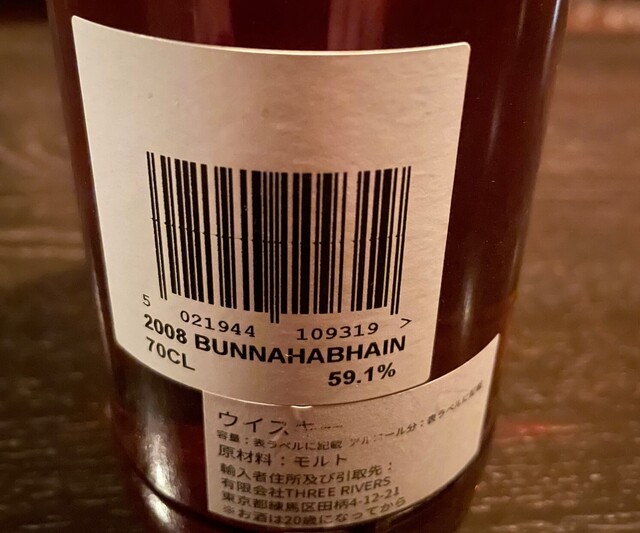 5 021944 109319 >
2008 BUNNAHABHAIN
70CL
59.1%
ウイスキー
容量:表ラベルに記載 アルコール分:表ラベルに記載
原材料:モルト
輸入者住所及び引取先:
有限会社THREE RIVERS
東京都練馬区田柄4-12-21
※お酒は20歳になってから